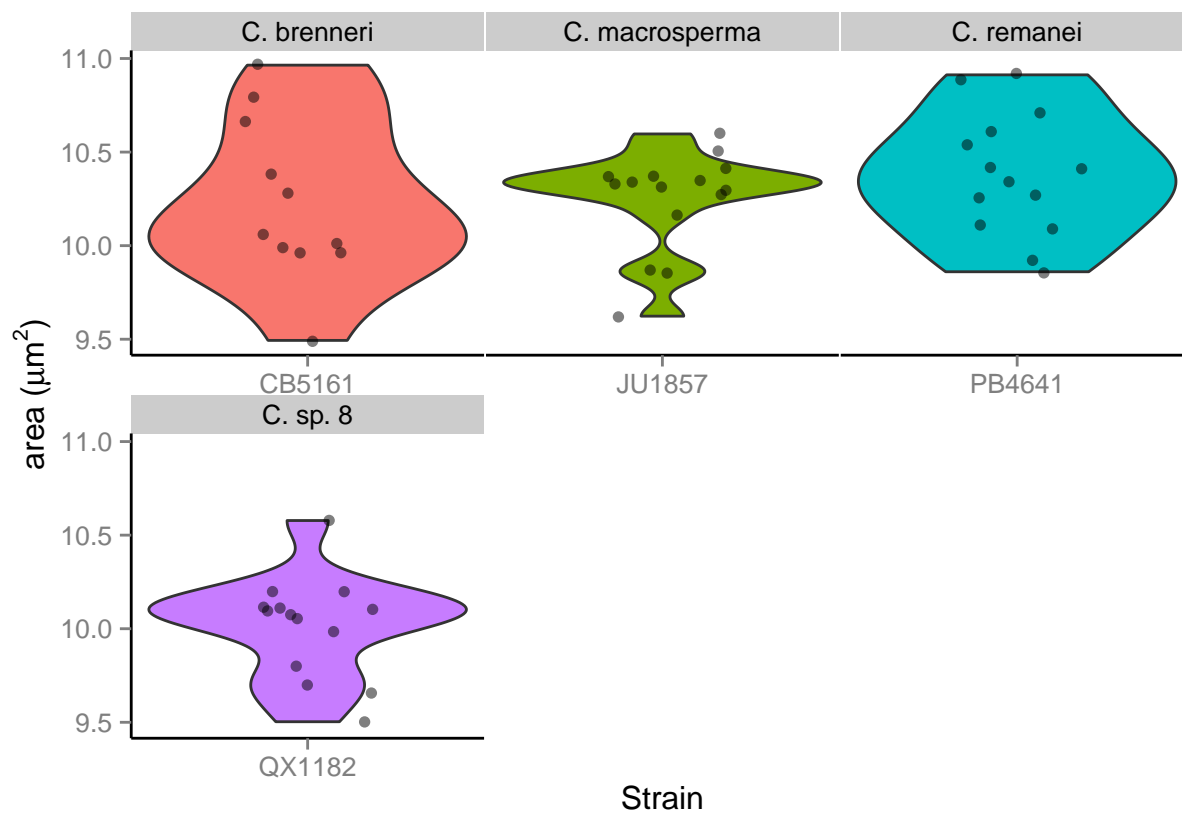 C. brenneri C. macrosperma C. remanei
11.0
10.5
10.0
9.5
CB5161 JU1857 PB4641
area (μm²)
C. sp. 8
11.0
10.5
10.0
9.5
QX1182
Strain